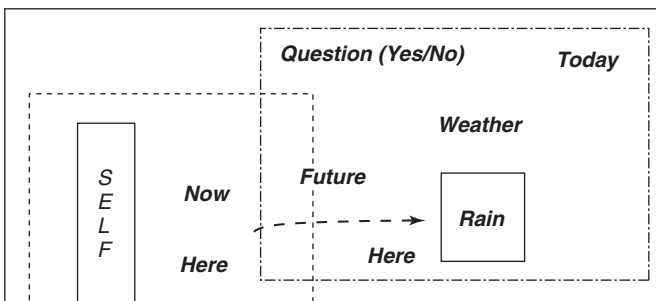 Question (Yes/No)
Today
Weather
S
E
L
F
Now
Future
Rain
Here
Here